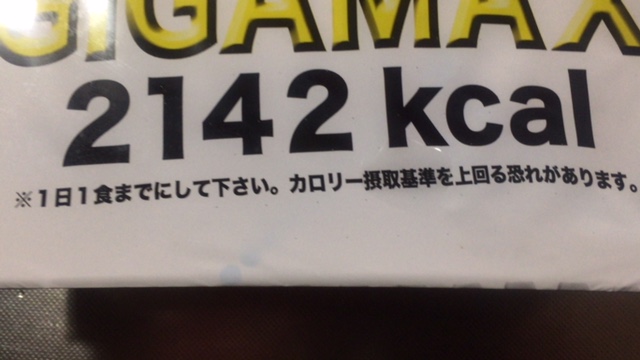 GIGAMAX
2142 kcal
※1日1食までにして下さい。カロリー摂取基準を上回る恐れがあります。